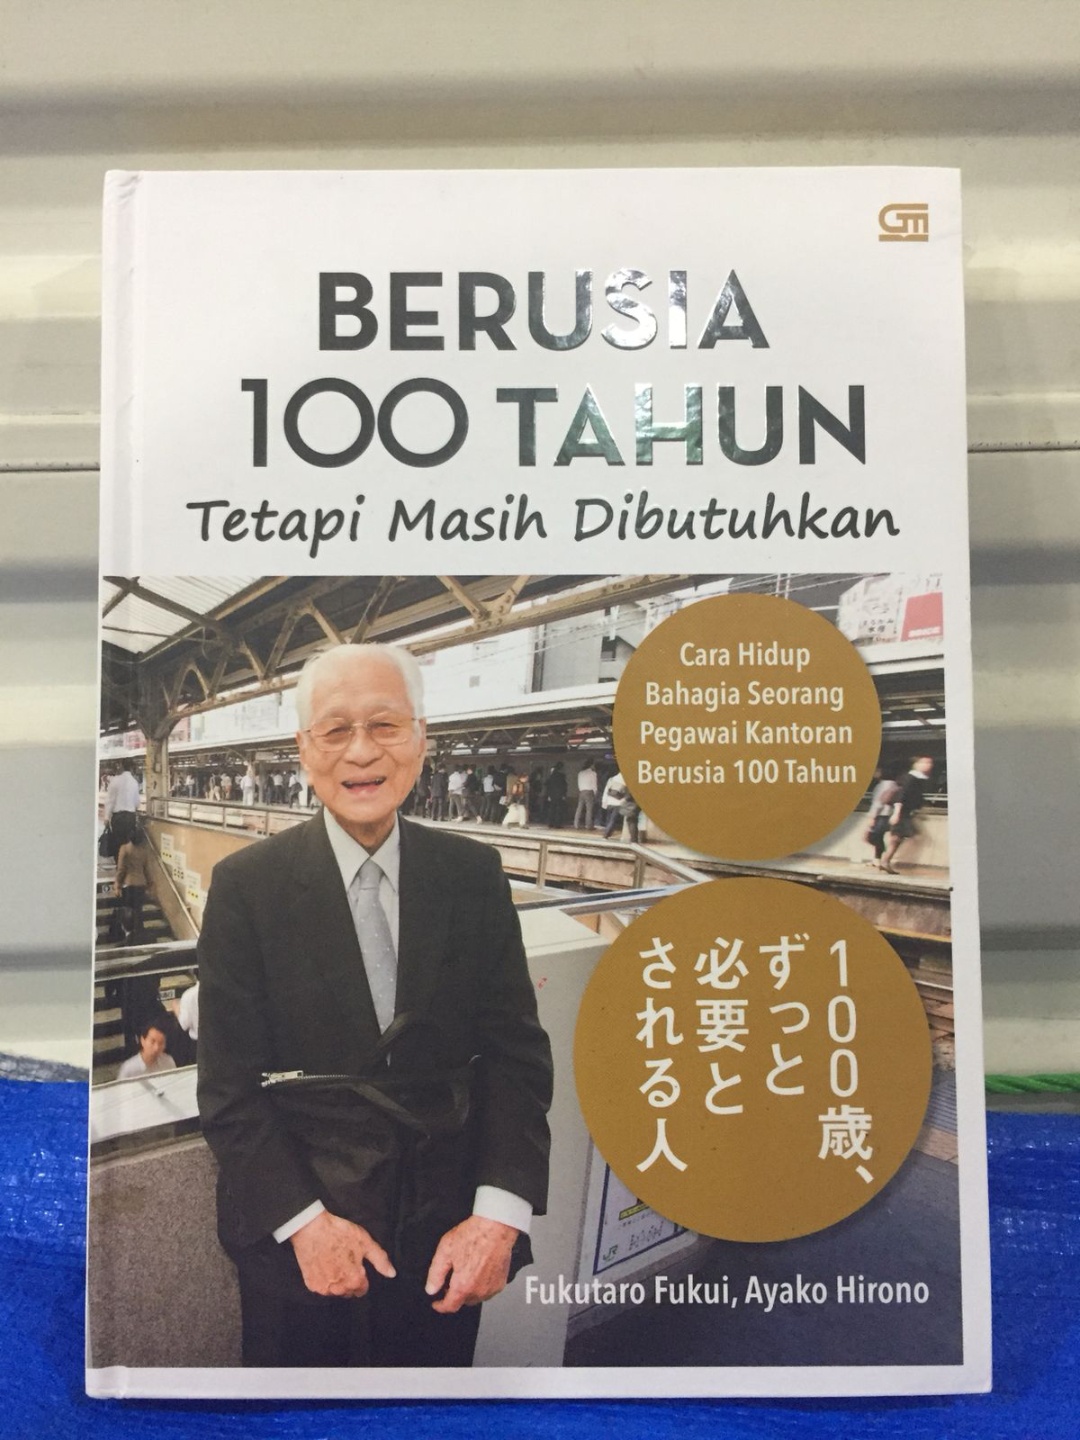 GM
BERUSIA
100 TAHUN
Tetapi Masih Dibutuhkan
Cara Hidup
Bahagia Seorang
Pegawai Kantoran
Berusia 100 Tahun
100歳、
ずっと
必要と
される人
Fukutaro Fukui, Ayako Hirono